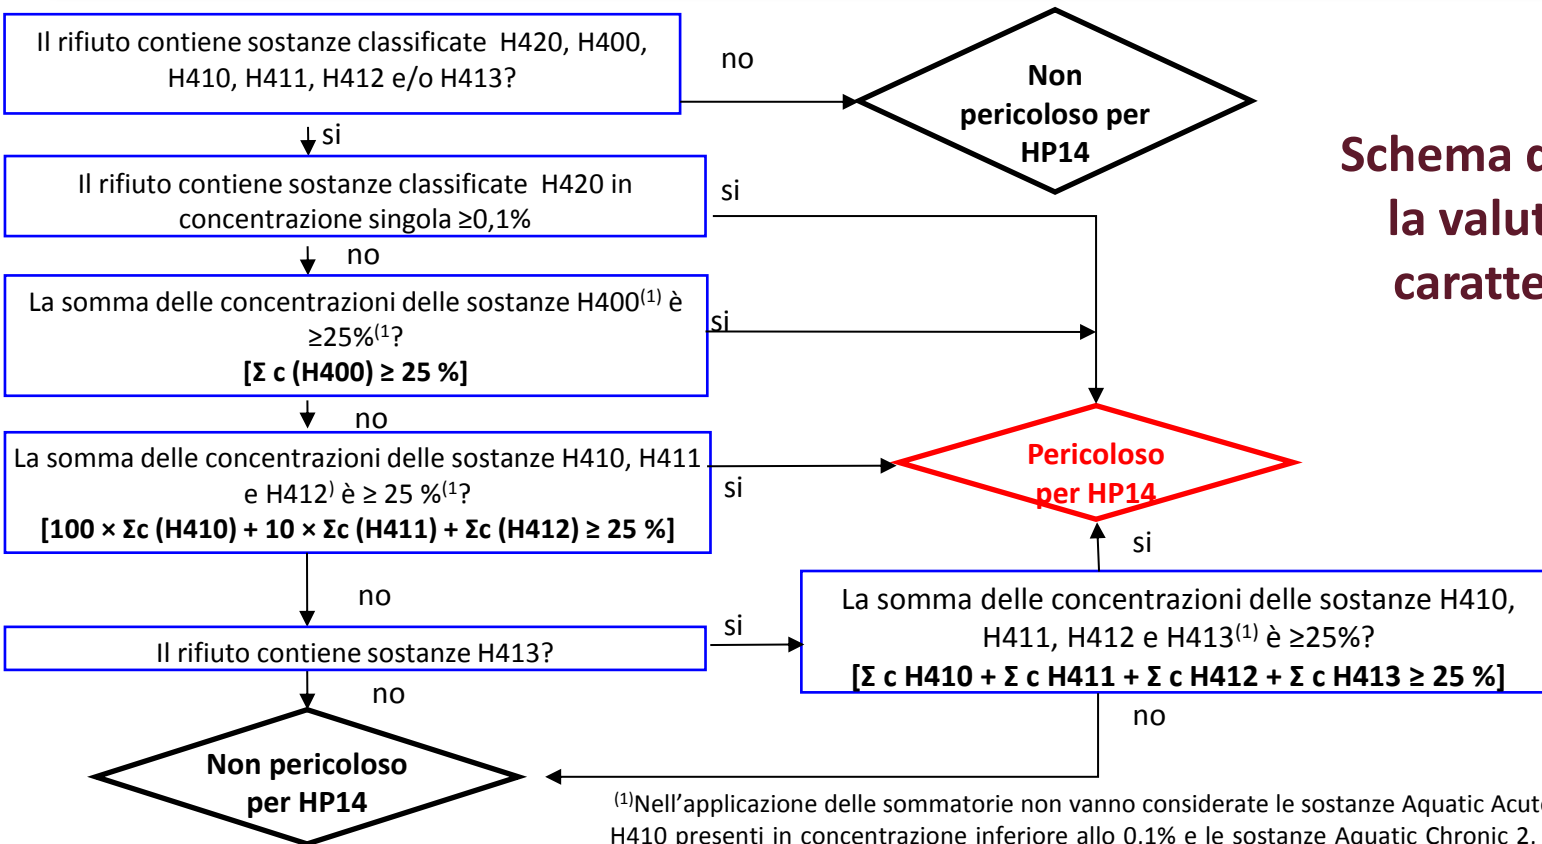 Il rifiuto contiene sostanze classificate H420, H400,
H410, H411, H412 e/o H413?
no
Non
pericoloso per
HP14
si
Schema
la
Il rifiuto contiene sostanze classificate H420 in
concentrazione singola ≥0,1%
si
no
La somma delle concentrazioni delle sostanze H400(1) è
≥25%(1?
[Σ c (H400) ≥ 25 %]
si
no
La somma delle concentrazioni delle sostanze H410, H411
e H412) è ≥ 25 %(1?
[100 × Σc (H410) + 10 × Σc (H411) + Σc (H412) ≥ 25 %]
si
Pericoloso
per HP14
si
no
La somma delle concentrazioni delle sostanze H410,
H411, H412 e H413(1) è ≥25%?
[Σ c H410 + Σ c H411 + Σ c H412 + Σ c H413 ≥ 25 %]
Il rifiuto contiene sostanze H413?
si
no
no
Non pericoloso
per HP14
(1)Nell'applicazione delle sommatorie non vanno considerate le sostanze Aquatic Acute
H410 presenti in concentrazione inferiore allo 0,1% e le sostanze Aquatic Chronic 2,